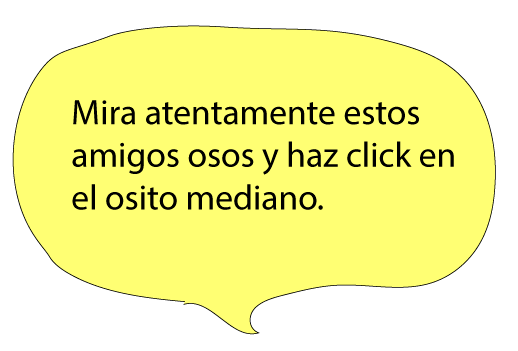 Mira atentamente estos
amigos osos y haz click en
el osito mediano.